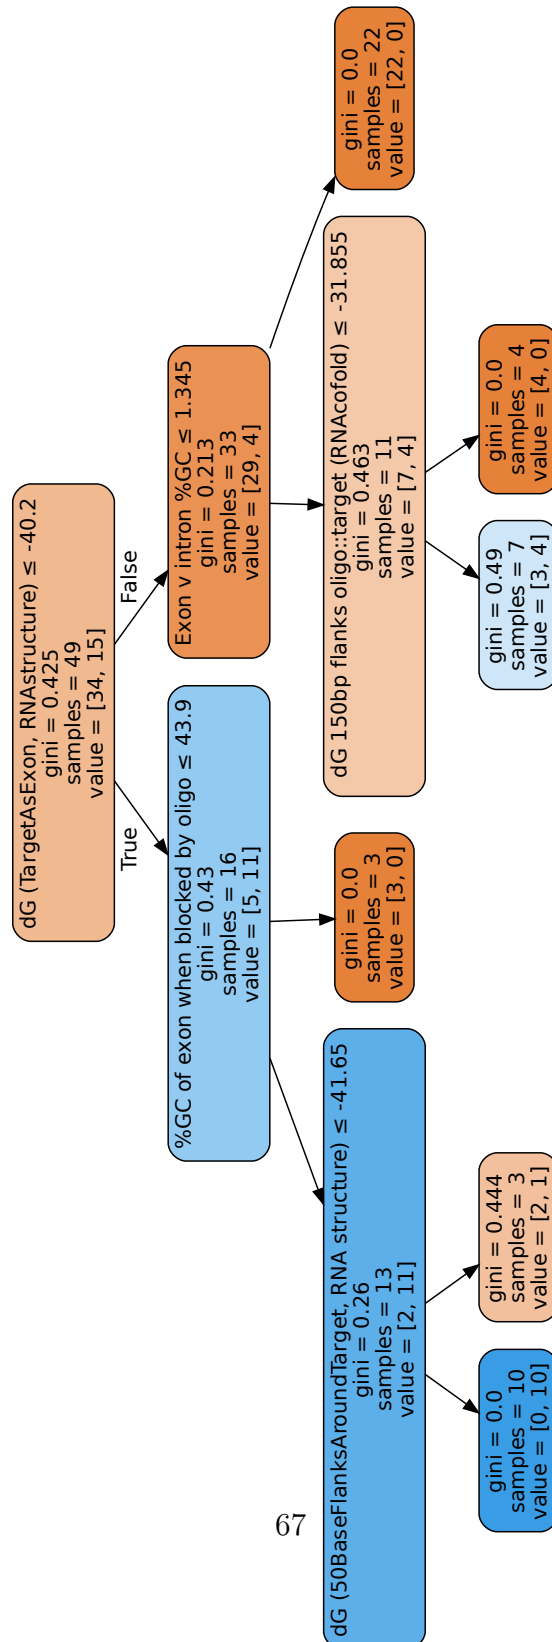 dG (TargetAsExon, RNAstructure) ≤ -40.2
gini = 0.425
samples = 49
value = [34, 15]
True
False
%GC of exon when blocked by oligo ≤ 43.9
gini = 0.43
samples = 16
value = [5, 11]
Exon v intron %GC ≤ 1.345
gini = 0.213
samples = 33
value = [29, 4]
dG (50BaseFlanksAroundTarget, RNA structure) ≤ -41.65
gini = 0.26
samples = 13
value = [2, 11]
gini = 0.0
samples = 3
value = [3, 0]
dG 150bp flanks oligo::target (RNAcofold) ≤ -31.855
gini = 0.463
samples = 11
value = [7, 4]
gini = 0.0
samples = 22
value = [22, 0]
gini = 0.0
samples = 10
value = [0, 10]
gini = 0.444
samples = 3
value = [2, 1]
gini = 0.49
samples = 7
value = [3, 4]
gini = 0.0
samples = 4
value = [4, 0]
67